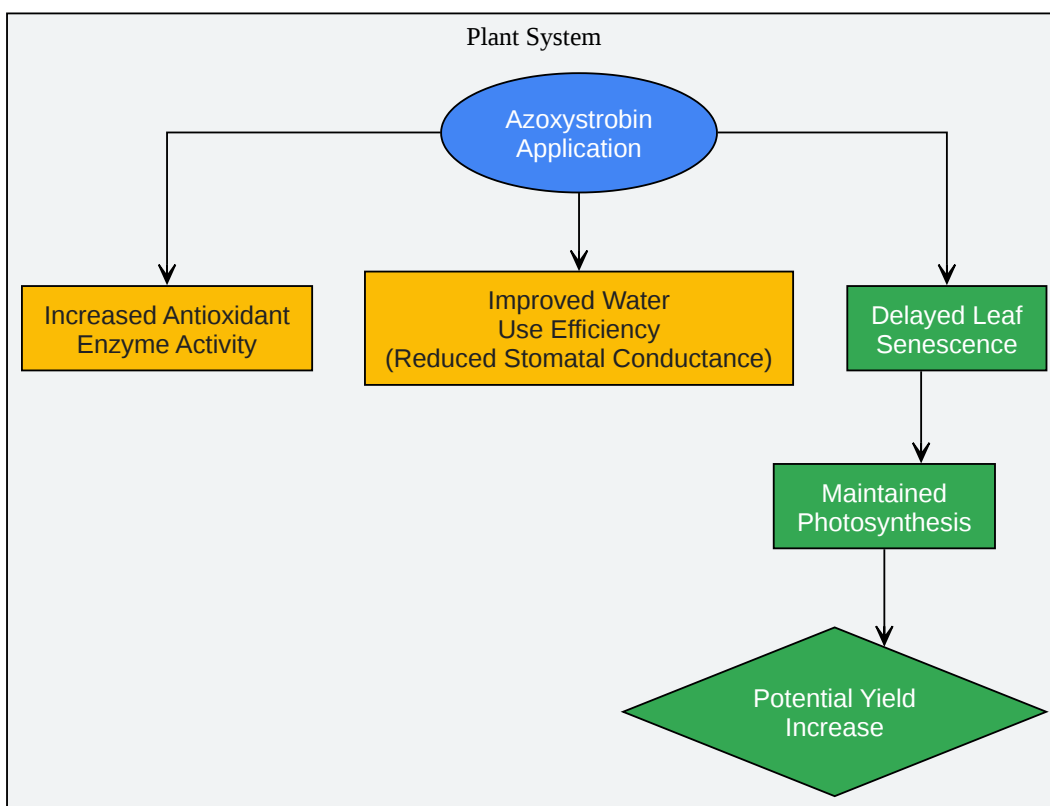 Plant System
Azoxystrobin
Application
Increased Antioxidant
Enzyme Activity
Improved Water
Use Efficiency
(Reduced Stomatal Conductance)
Delayed Leaf
Senescence
Maintained
Photosynthesis
Potential Yield
Increase